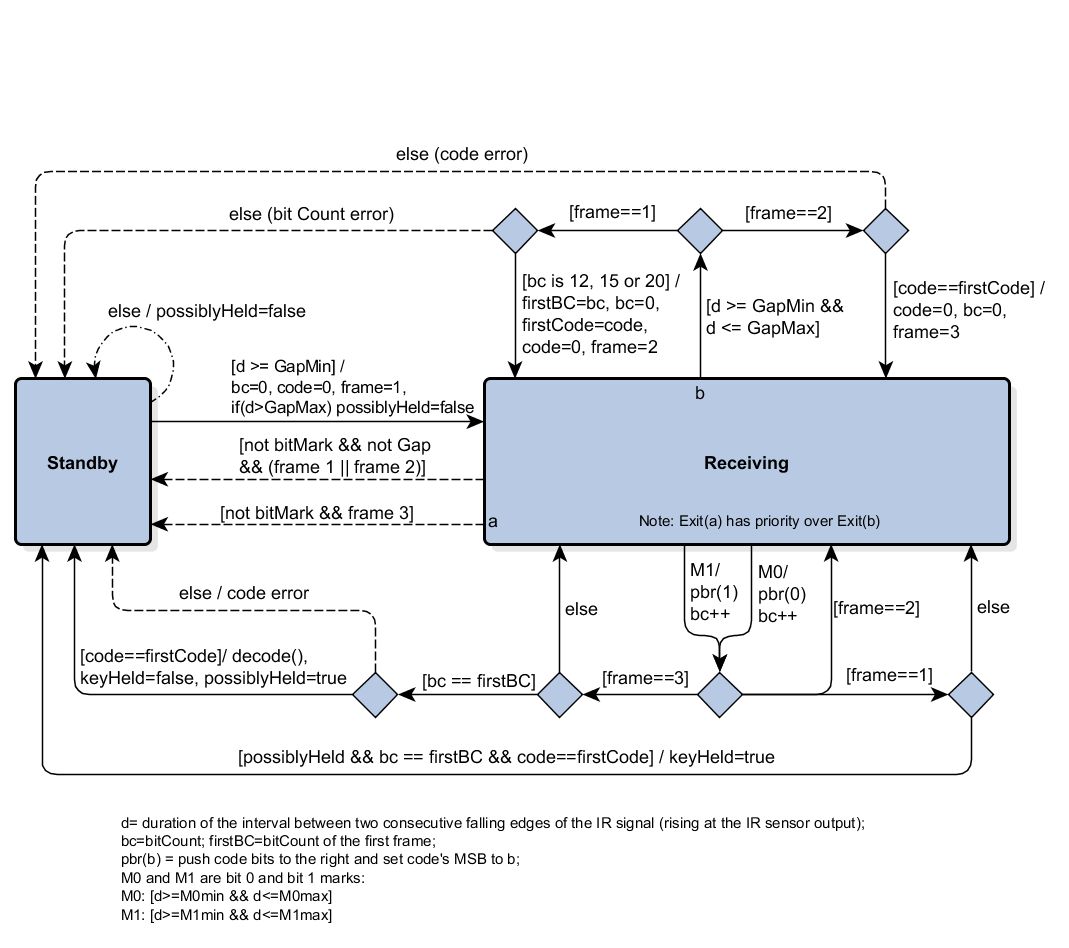 else (code error)
else (bit Count error)
[frame==1]
[frame==2]
[bc is 12, 15 or 20] /
firstBC=bc, bc=0,
firstCode=code,
code=0, frame=2
[d >= GapMin &&
d <= GapMax]
[code==firstCode] /
code=0, bc=0,
frame=3
else / possiblyHeld=false
[d >= GapMin] /
bc=0, code=0, frame=1,
if(d>GapMax) possiblyHeld=false
b
[not bitMark && not Gap
&& (frame 1 || frame 2)]
Standby
Receiving
[not bitMark && frame 3]
a
Note: Exit(a) has priority over Exit(b)
M1/
pbr(1)
bc++
M0/
pbr(0)
bc++
else / code error
else
[frame==2]
else
[code==firstCode]/ decode(),
keyHeld=false, possiblyHeld=true
[bc == firstBC]
[frame==3]
[frame==1]
[possiblyHeld && bc == firstBC && code==firstCode] / keyHeld=true
d= duration of the interval between two consecutive falling edges of the IR signal (rising at the IR sensor output);
bc=bitCount; firstBC=bitCount of the first frame;
pbr(b) = push code bits to the right and set code's MSB to b;
M0 and M1 are bit 0 and bit 1 marks:
M0: [d>=M0min && d<=M0max]
M1: [d>=M1min && d<=M1max]